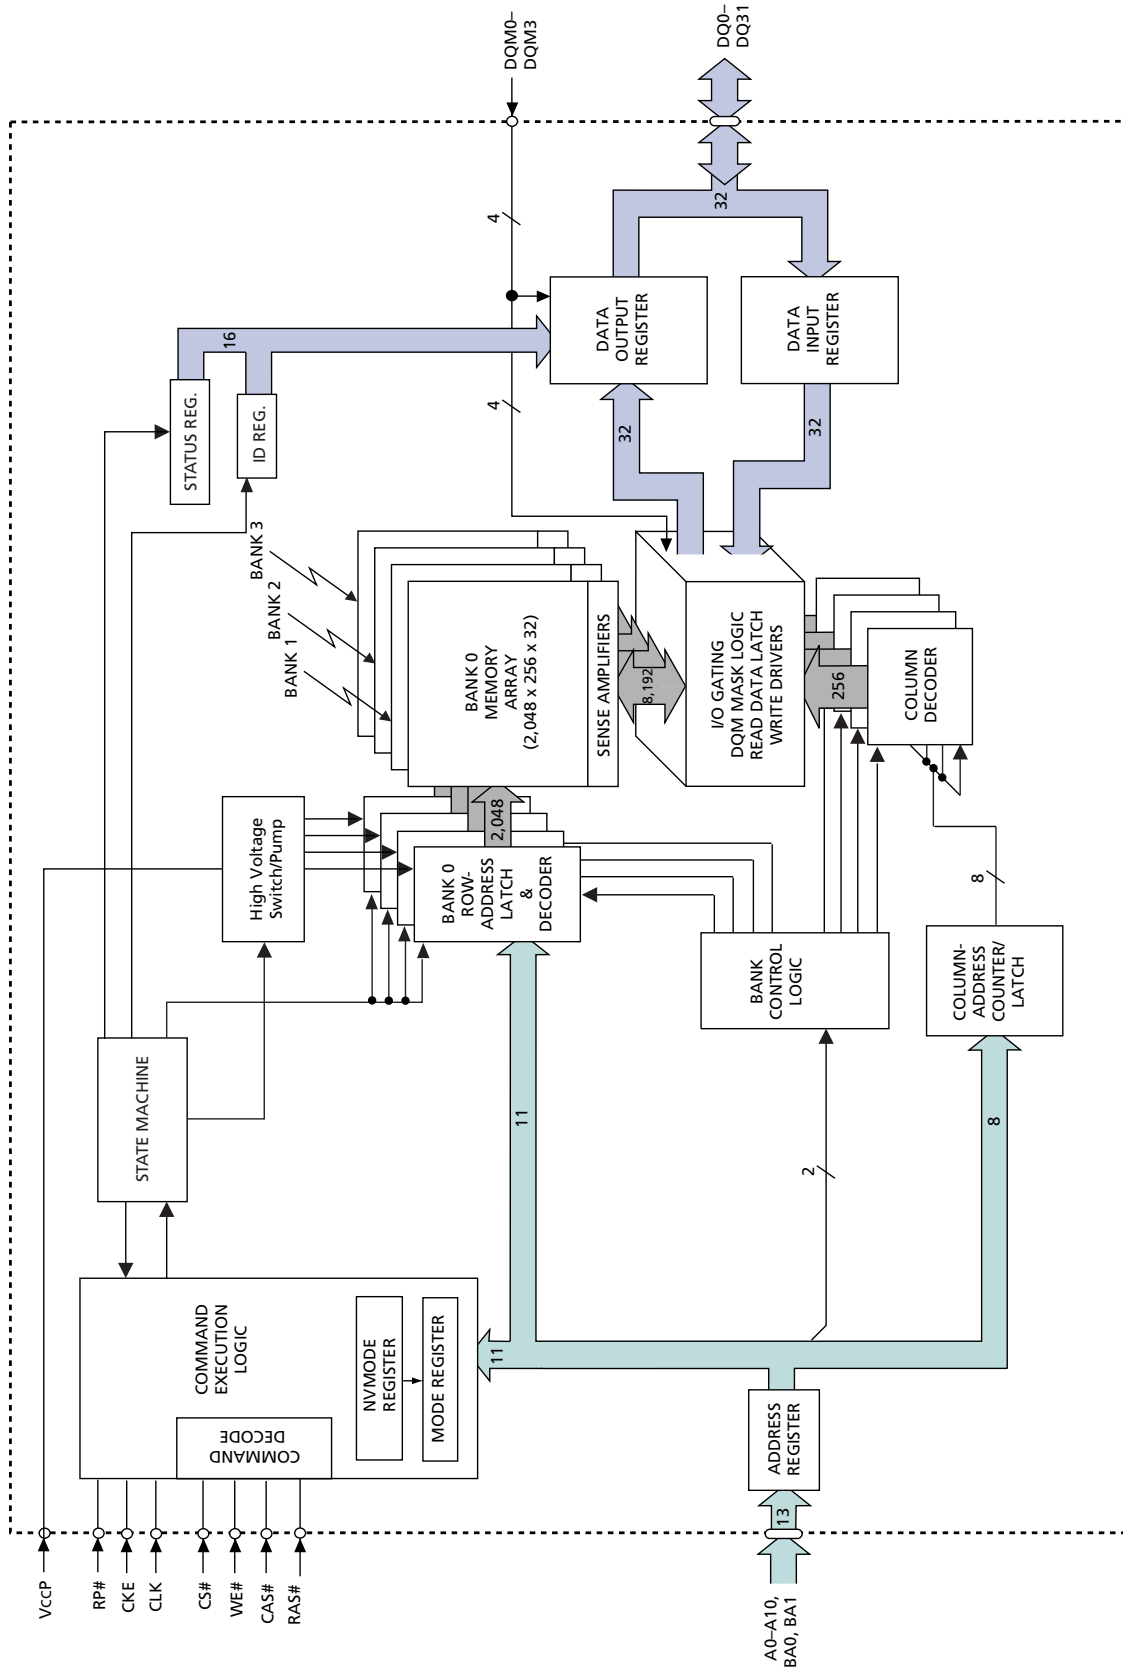 VccP
RP#
CKE
CLK
CS#
WE#
CAS#
RAS#
COMMAND
EXECUTION
LOGIC
COMMAND
DECODE
NVMODE
REGISTER
MODE REGISTER
STATE MACHINE
High Voltage
Switch/Pump
STATUS REG.
ID REG.
16
BANK 3
BANK 2
BANK 1
BANK 0
MEMORY
ARRAY
(2,048 x 256 x 32)
SENSE AMPLIFIERS
BANK 0
ROW-
ADDRESS
LATCH
&
DECODER
2,048
8,192
I/O GATING
DQM MASK LOGIC
READ DATA LATCH
WRITE DRIVERS
256
COLUMN
DECODER
4
4
DQM0–
DQM3
DATA
OUTPUT
REGISTER
DATA
INPUT
REGISTER
32
32
32
DQ0–
DQ31
A0–A10,
BA0, BA1
13
ADDRESS
REGISTER
11
11
2
8
BANK
CONTROL
LOGIC
COLUMN-
ADDRESS
COUNTER/
LATCH
8